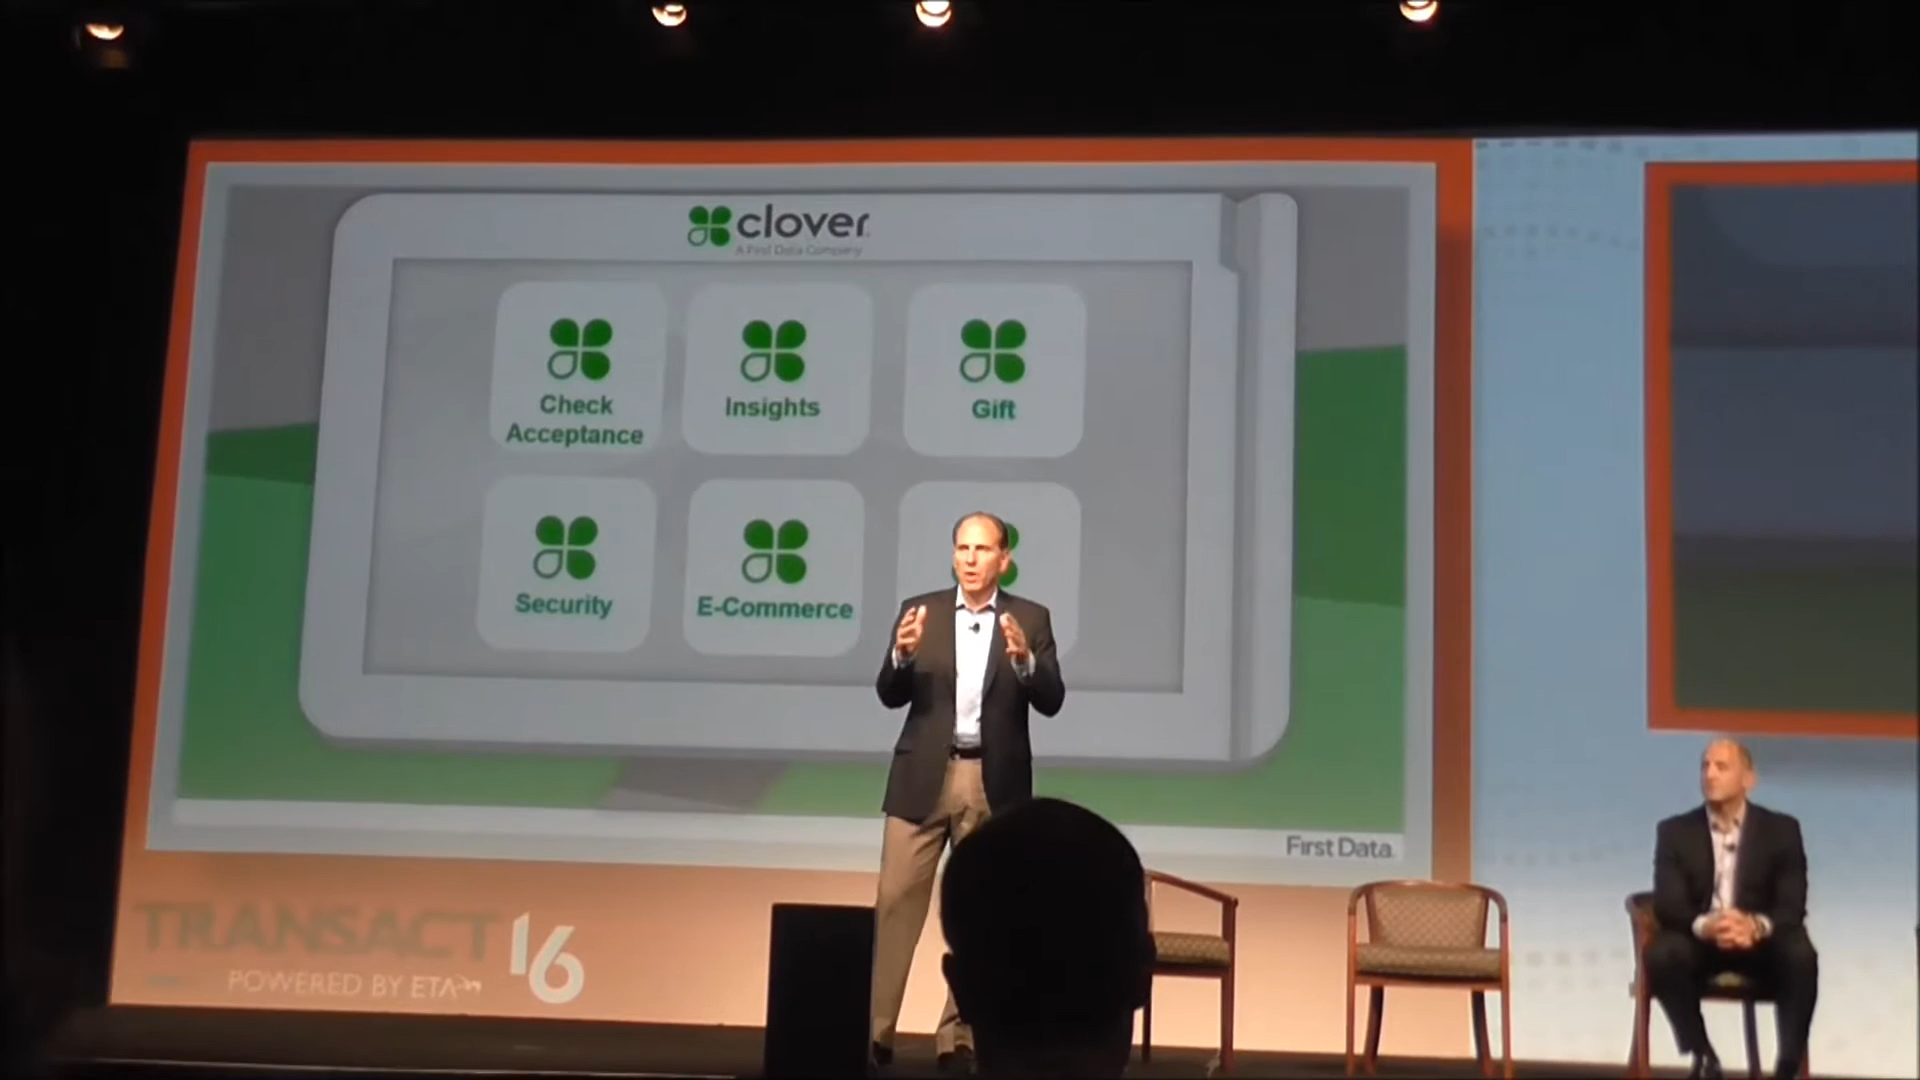 clover
A First Data Company
Check
Acceptance
Insights
Gift
Security
E-Commerce
First Data
TRANSACT 16
POWERED BY ETA